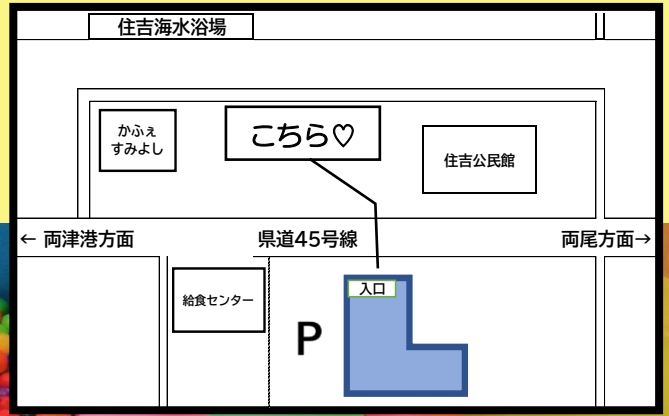 住吉海水浴場
かふぇ
すみよし
こちら♡
住吉公民館
← 両津港方面
県道45号線
両尾方面→
給食センター
入口
P